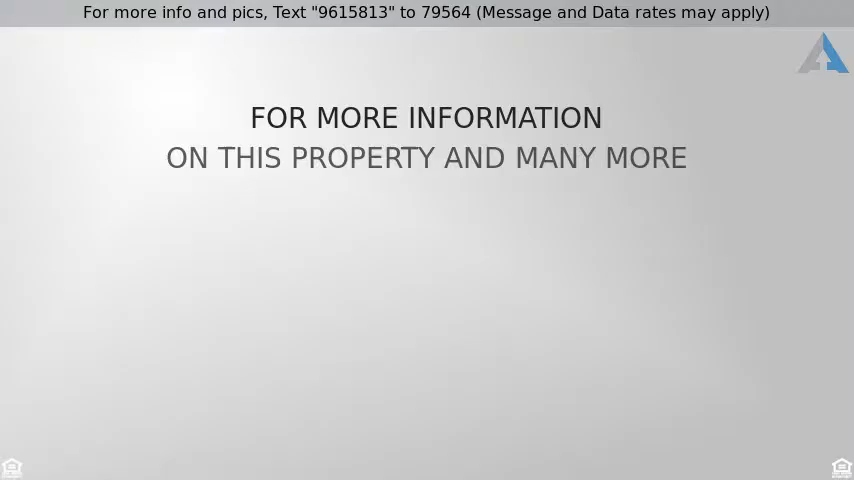 For more info and pics, Text "9615813" to 79564 (Message and Data rates may apply)
FOR MORE INFORMATION
ON THIS PROPERTY AND MANY MORE